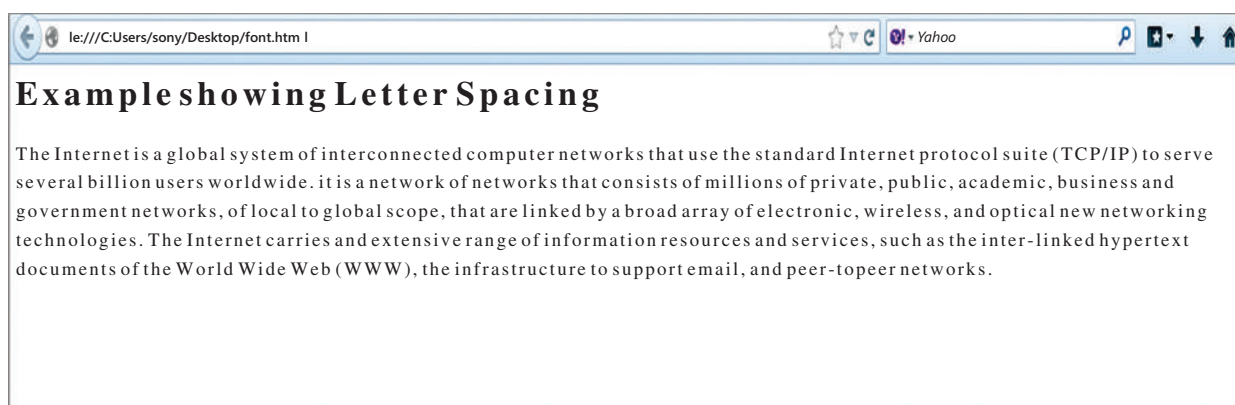 le:///C:Users/sony/Desktop/font.htm l
Yahoo
Example showing Letter Spacing
The Internet is a global system of interconnected computer networks that use the standard Internet protocol suite (TCP/IP) to serve
several billion users worldwide. it is a network of networks that consists of millions of private, public, academic, business and
government networks, of local to global scope, that are linked by a broad array of electronic, wireless, and optical new networking
technologies. The Internet carries and extensive range of information resources and services, such as the inter-linked hypertext
documents of the World Wide Web (WWW), the infrastructure to support email, and peer-topeer networks.